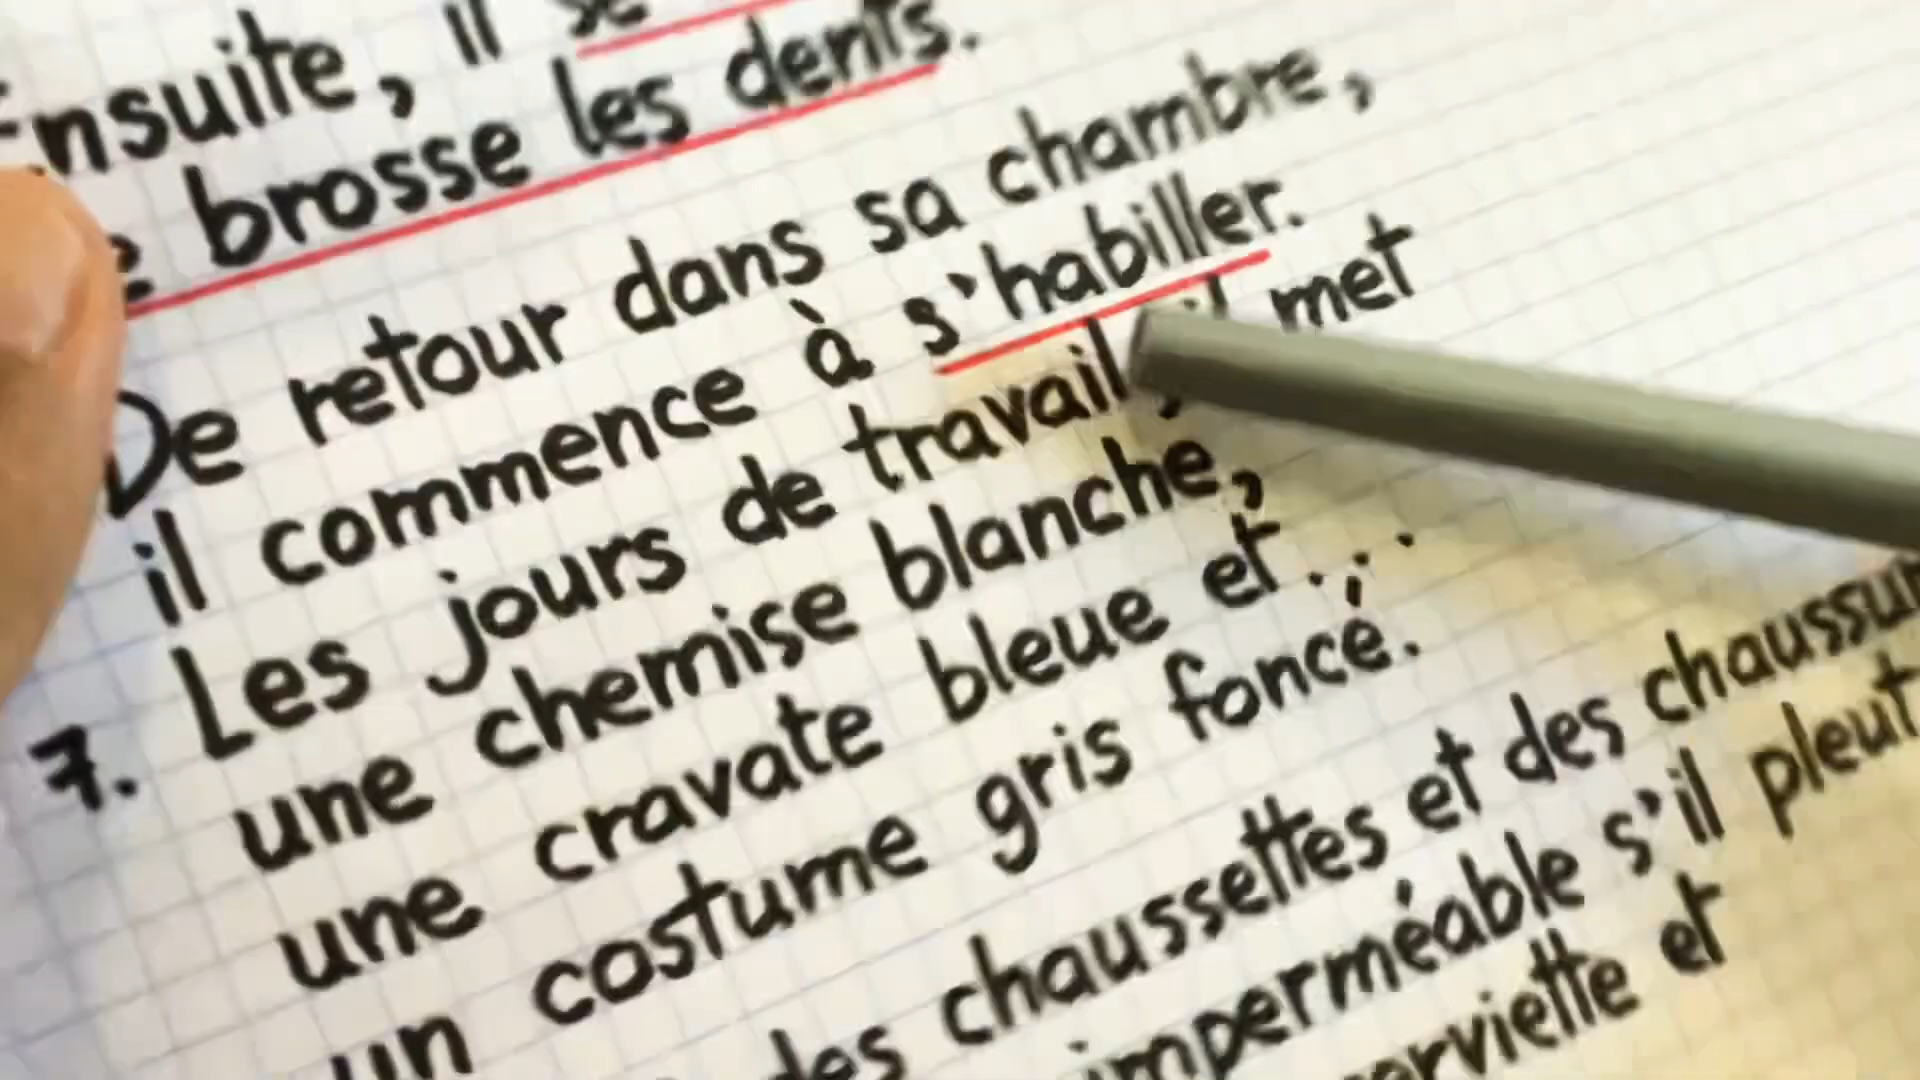 Ensuite, il se
brosse les dents.
De retour dans sa chambre,
il commence à s'habiller.
7. Les jours de travail, il met
une chemise blanche,
une cravate bleue et...
un costume gris foncé.
des chaussettes et des
imperméable s'il pleut
et